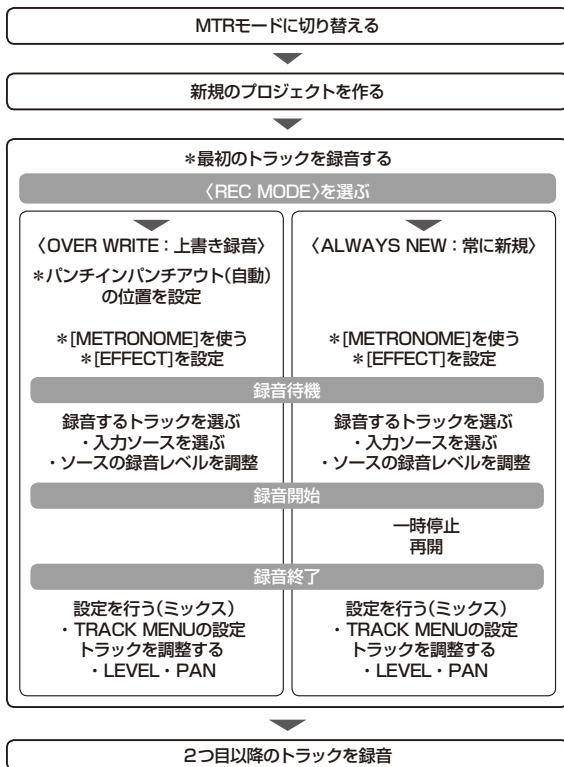 MTRモードに切り替える
新規のプロジェクトを作る
＊最初のトラックを録音する
〈REC MODE〉を選ぶ
〈OVER WRITE：上書き録音〉
＊パンチインパンチアウト(自動)
の位置を設定
＊[METRONOME]を使う
＊[EFFECT]を設定
〈ALWAYS NEW：常に新規〉
＊[METRONOME]を使う
＊[EFFECT]を設定
録音待機
録音するトラックを選ぶ
・入力ソースを選ぶ
・ソースの録音レベルを調整
録音するトラックを選ぶ
・入力ソースを選ぶ
・ソースの録音レベルを調整
録音開始
一時停止
再開
録音終了
設定を行う(ミックス)
・TRACK MENUの設定
トラックを調整する
・LEVEL・PAN
設定を行う(ミックス)
・TRACK MENUの設定
トラックを調整する
・LEVEL・PAN
2つ目以降のトラックを録音